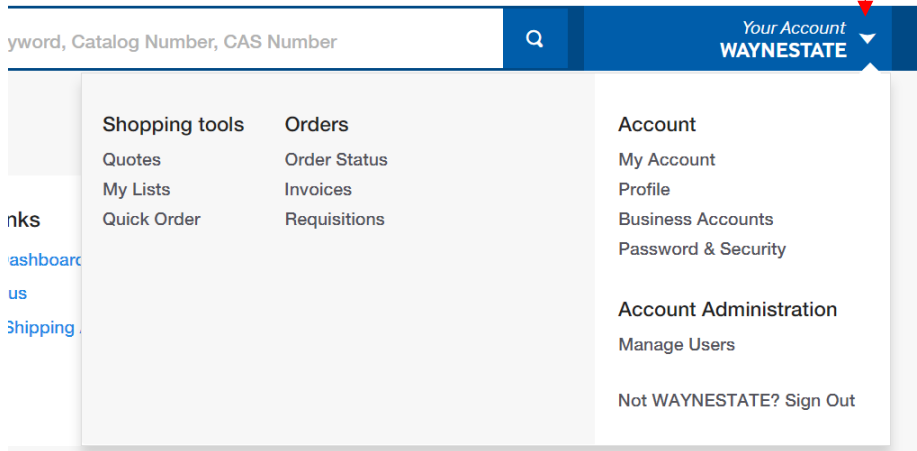 yword, Catalog Number, CAS Number
Your Account
WAYNESTATE
Shopping tools
Quotes
My Lists
Quick Order
Orders
Order Status
Invoices
Requisitions
Account
My Account
Profile
Business Accounts
Password & Security
Account Administration
Manage Users
Not WAYNESTATE? Sign Out
nks
ashboard
us
Shipping